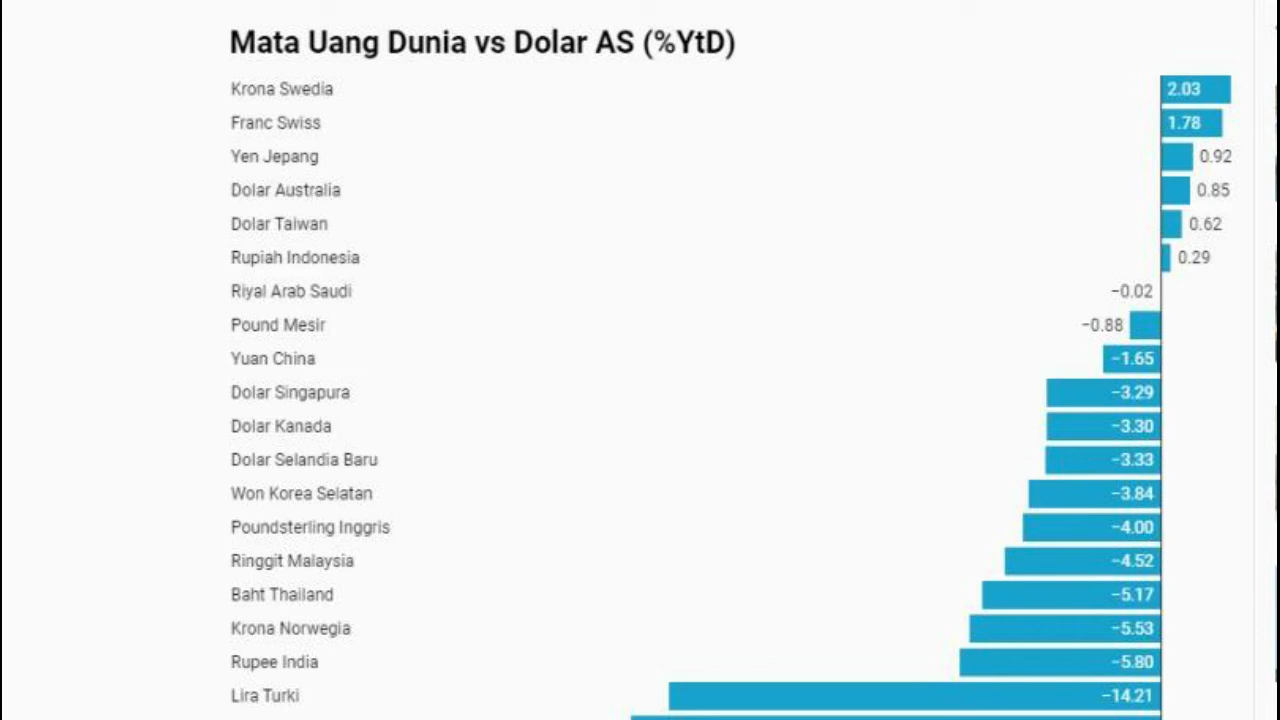 Mata Uang Dunia vs Dolar AS (%YtD)
Krona Swedia 2.03
Franc Swiss 1.78
Yen Jepang 0.92
Dolar Australia 0.85
Dolar Taiwan 0.62
Rupiah Indonesia 0.29
Riyal Arab Saudi −0.02
Pound Mesir −0.88
Yuan China −1.65
Dolar Singapura −3.29
Dolar Kanada −3.30
Dolar Selandia Baru −3.33
Won Korea Selatan −3.84
Poundsterling Inggris −4.00
Ringgit Malaysia −4.52
Baht Thailand −5.17
Krona Norwegia −5.53
Rupee India −5.80
Lira Turki −14.21